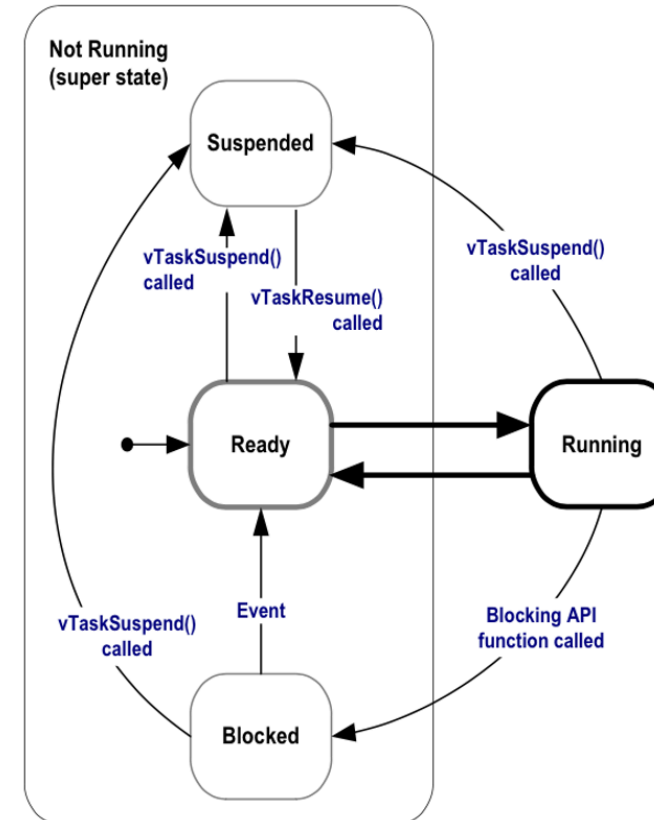 Not Running
(super state)
Suspended
vTaskSuspend()
called
vTaskSuspend()
called
vTaskResume()
called
Ready
Running
Event
vTaskSuspend()
called
Blocking API
function called
Blocked